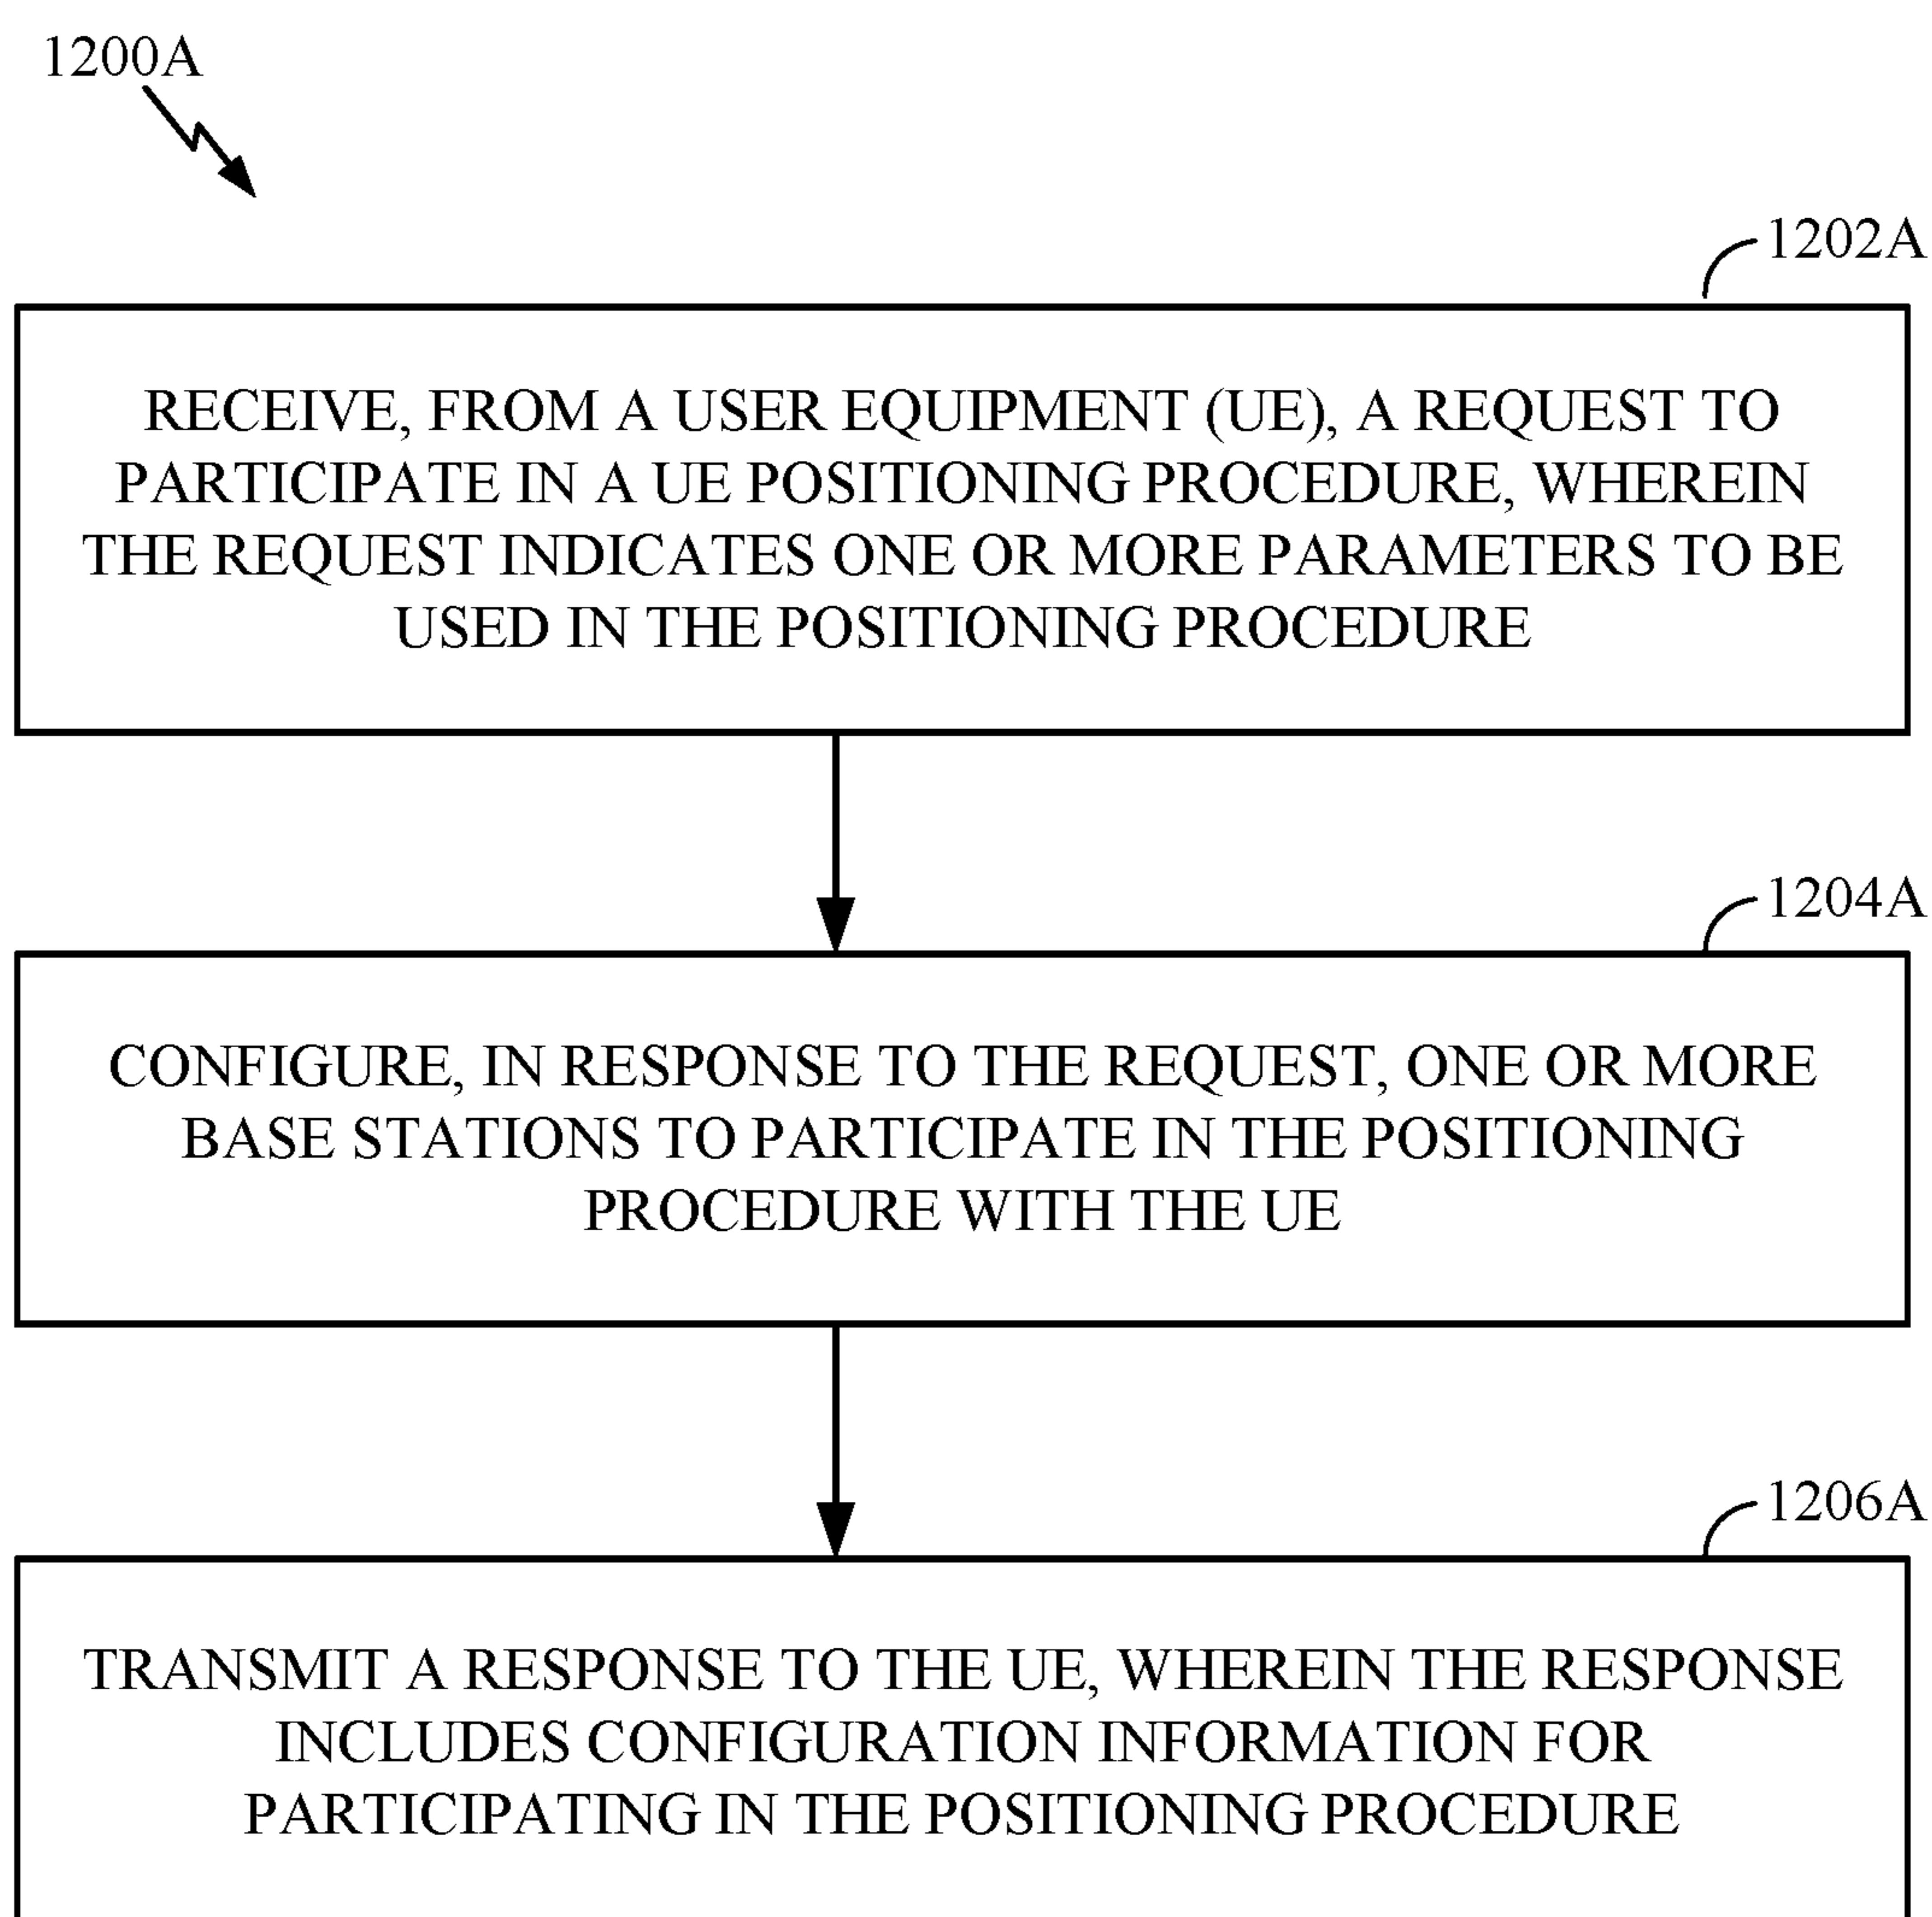 1200A
1202A
RECEIVE, FROM A USER EQUIPMENT (UE), A REQUEST TO
PARTICIPATE IN A UE POSITIONING PROCEDURE, WHEREIN
THE REQUEST INDICATES ONE OR MORE PARAMETERS TO BE
USED IN THE POSITIONING PROCEDURE
1204A
CONFIGURE, IN RESPONSE TO THE REQUEST, ONE OR MORE
BASE STATIONS TO PARTICIPATE IN THE POSITIONING
PROCEDURE WITH THE UE
1206A
TRANSMIT A RESPONSE TO THE UE, WHEREIN THE RESPONSE
INCLUDES CONFIGURATION INFORMATION FOR
PARTICIPATING IN THE POSITIONING PROCEDURE